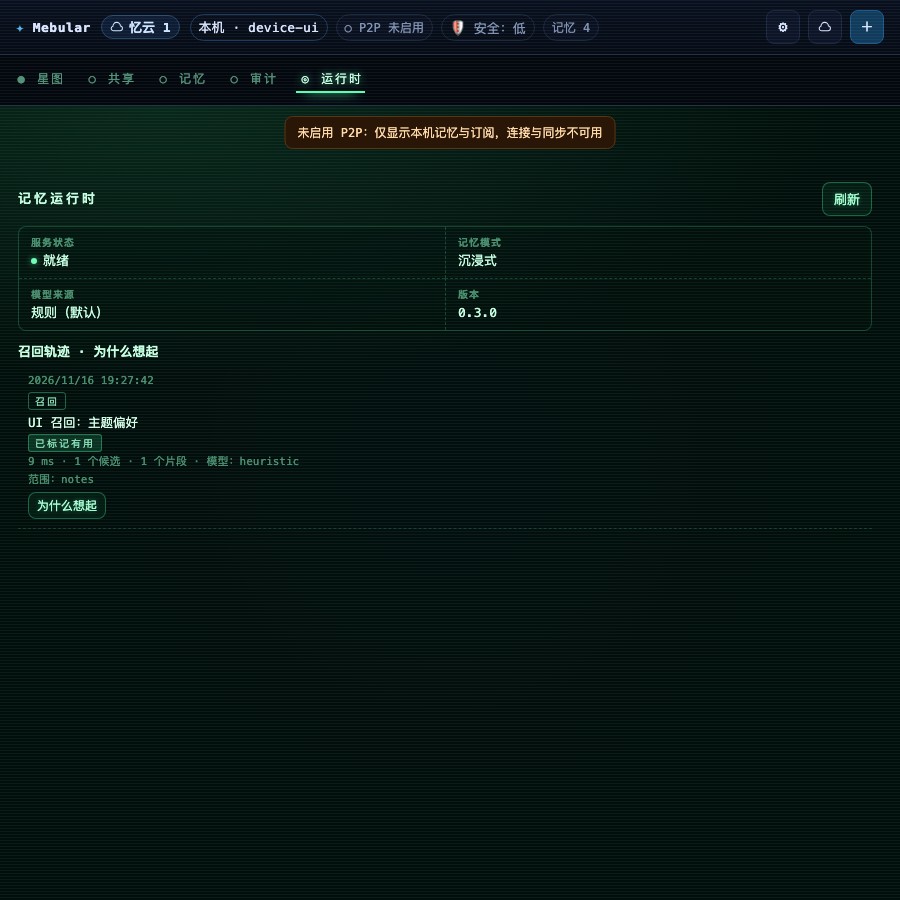 Mebular 忆云 1 本机 · device-ui P2P 未启用 安全: 低 记忆 4
星图 共享 记忆 审计 运行时
未启用 P2P: 仅显示本机记忆与订阅, 连接与同步不可用
记忆运行时 刷新
服务状态 记忆模式
就绪 沉浸式
模型来源 版本
规则 (默认) 0.3.0
召回轨迹 · 为什么想起
2026/11/16 19:27:42
召回
UI 召回: 主题偏好
已标记有用
9 ms · 1 个候选 · 1 个片段 · 模型: heuristic
范围: notes
为什么想起